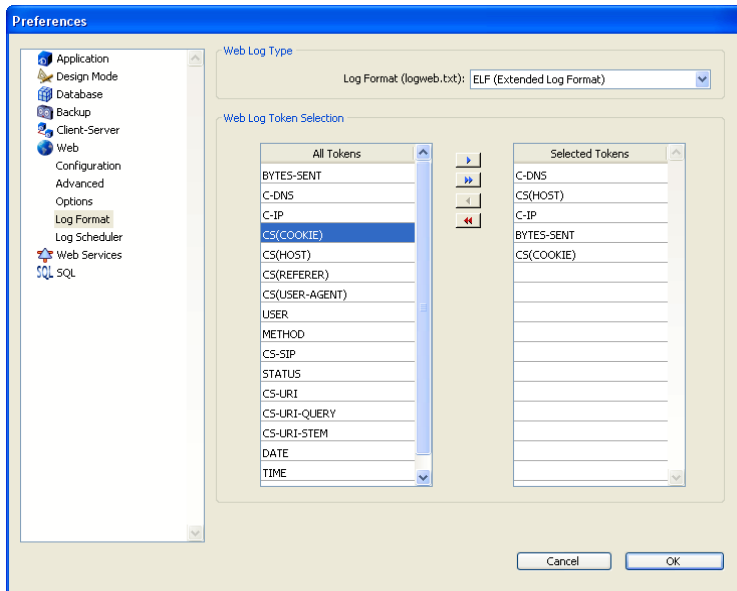 Preferences
Application
Design Mode
Database
Backup
Client-Server
Web
Configuration
Advanced
Options
Log Format
Log Scheduler
Web Services
SQL SQL
Web Log Type
Log Format (logweb.txt): ELF (Extended Log Format)
Web Log Token Selection
All Tokens
BYTES-SENT
C-DNS
C-IP
CS(COOKIE)
CS(HOST)
CS(REFERER)
CS(USER-AGENT)
USER
METHOD
CS-SIP
STATUS
CS-URI
CS-URI-QUERY
CS-URI-STEM
DATE
TIME
Selected Tokens
C-DNS
CS(HOST)
C-IP
BYTES-SENT
CS(COOKIE)
Cancel
OK